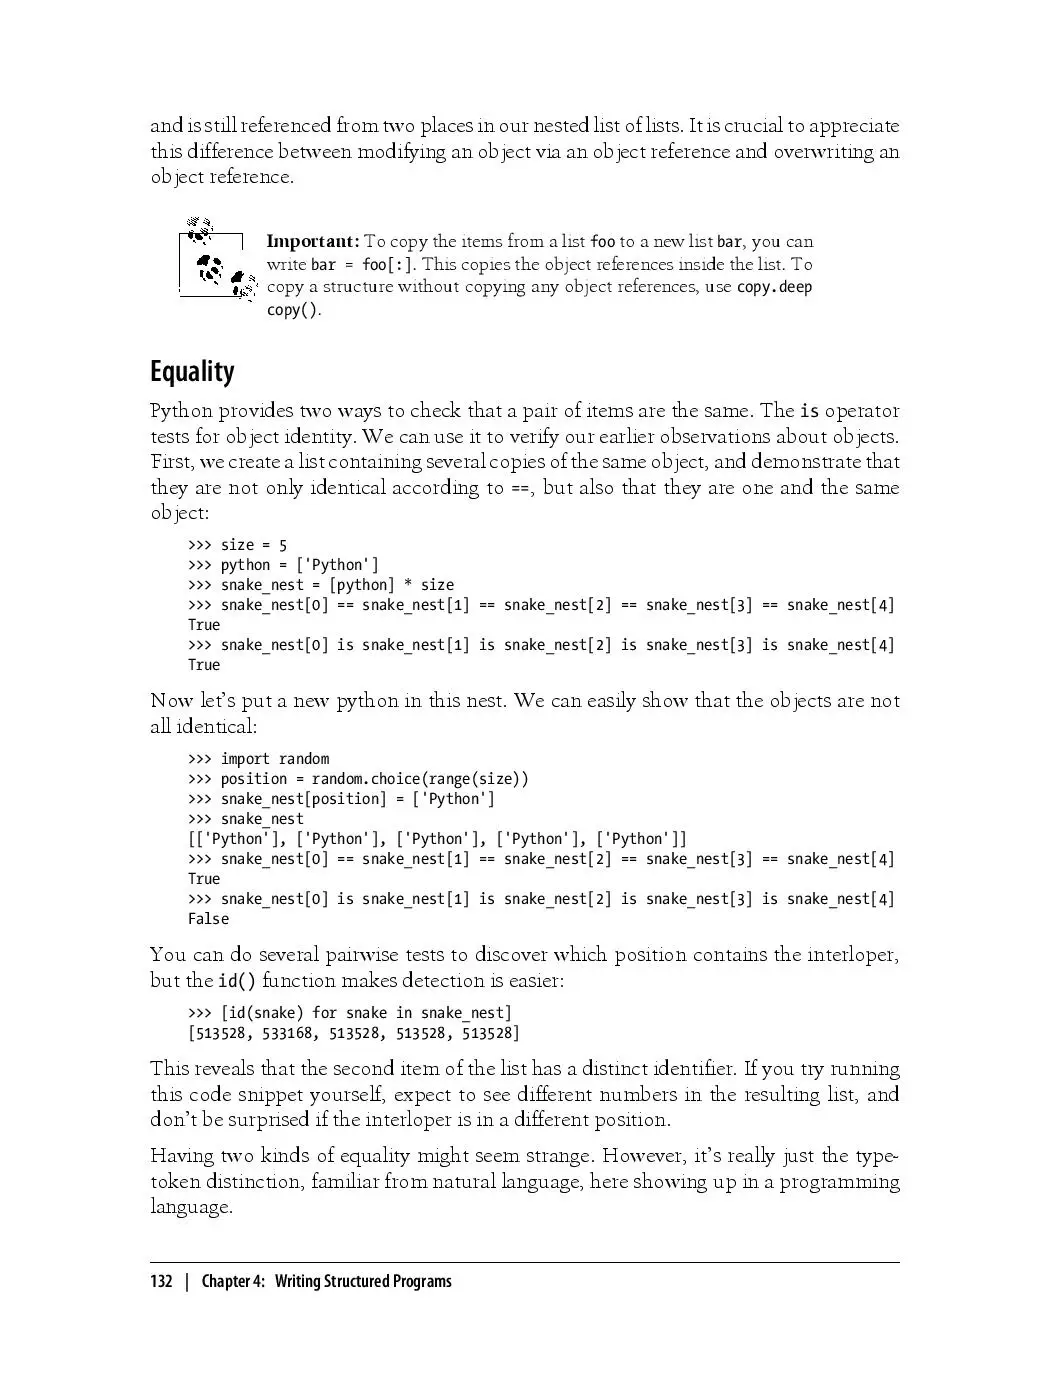 and is still referenced from two places in our nested list of lists. It is crucial to appreciate
this difference between modifying an object via an object reference and overwriting an
object reference.
Important: To copy the items from a list foo to a new list bar, you can
write bar = foo[:]. This copies the object references inside the list. To
copy a structure without copying any object references, use copy.deep
copy().
Equality
Python provides two ways to check that a pair of items are the same. The is operator
tests for object identity. We can use it to verify our earlier observations about objects.
First, we create a list containing several copies of the same object, and demonstrate that
they are not only identical according to ==, but also that they are one and the same
object:
>>> size = 5
>>> python = ['Python']
>>> snake_nest = [python] * size
>>> snake_nest[0] == snake_nest[1] == snake_nest[2] == snake_nest[3] == snake_nest[4]
True
>>> snake_nest[0] is snake_nest[1] is snake_nest[2] is snake_nest[3] is snake_nest[4]
True
Now let's put a new python in this nest. We can easily show that the objects are not
all identical:
>>> import random
>>> position = random.choice(range(size))
>>> snake_nest[position] = ['Python']
>>> snake_nest
[['Python'], ['Python'], ['Python'], ['Python'], ['Python']]
>>> snake_nest[0] == snake_nest[1] == snake_nest[2] == snake_nest[3] == snake_nest[4]
True
>>> snake_nest[0] is snake_nest[1] is snake_nest[2] is snake_nest[3] is snake_nest[4]
False
You can do several pairwise tests to discover which position contains the interloper,
but the id() function makes detection is easier:
>>> [id(snake) for snake in snake_nest]
[513528, 533168, 513528, 513528, 513528]
This reveals that the second item of the list has a distinct identifier. If you try running
this code snippet yourself, expect to see different numbers in the resulting list, and
don't be surprised if the interloper is in a different position.
Having two kinds of equality might seem strange. However, it's really just the type-
token distinction, familiar from natural language, here showing up in a programming
language.
132 | Chapter 4: Writing Structured Programs